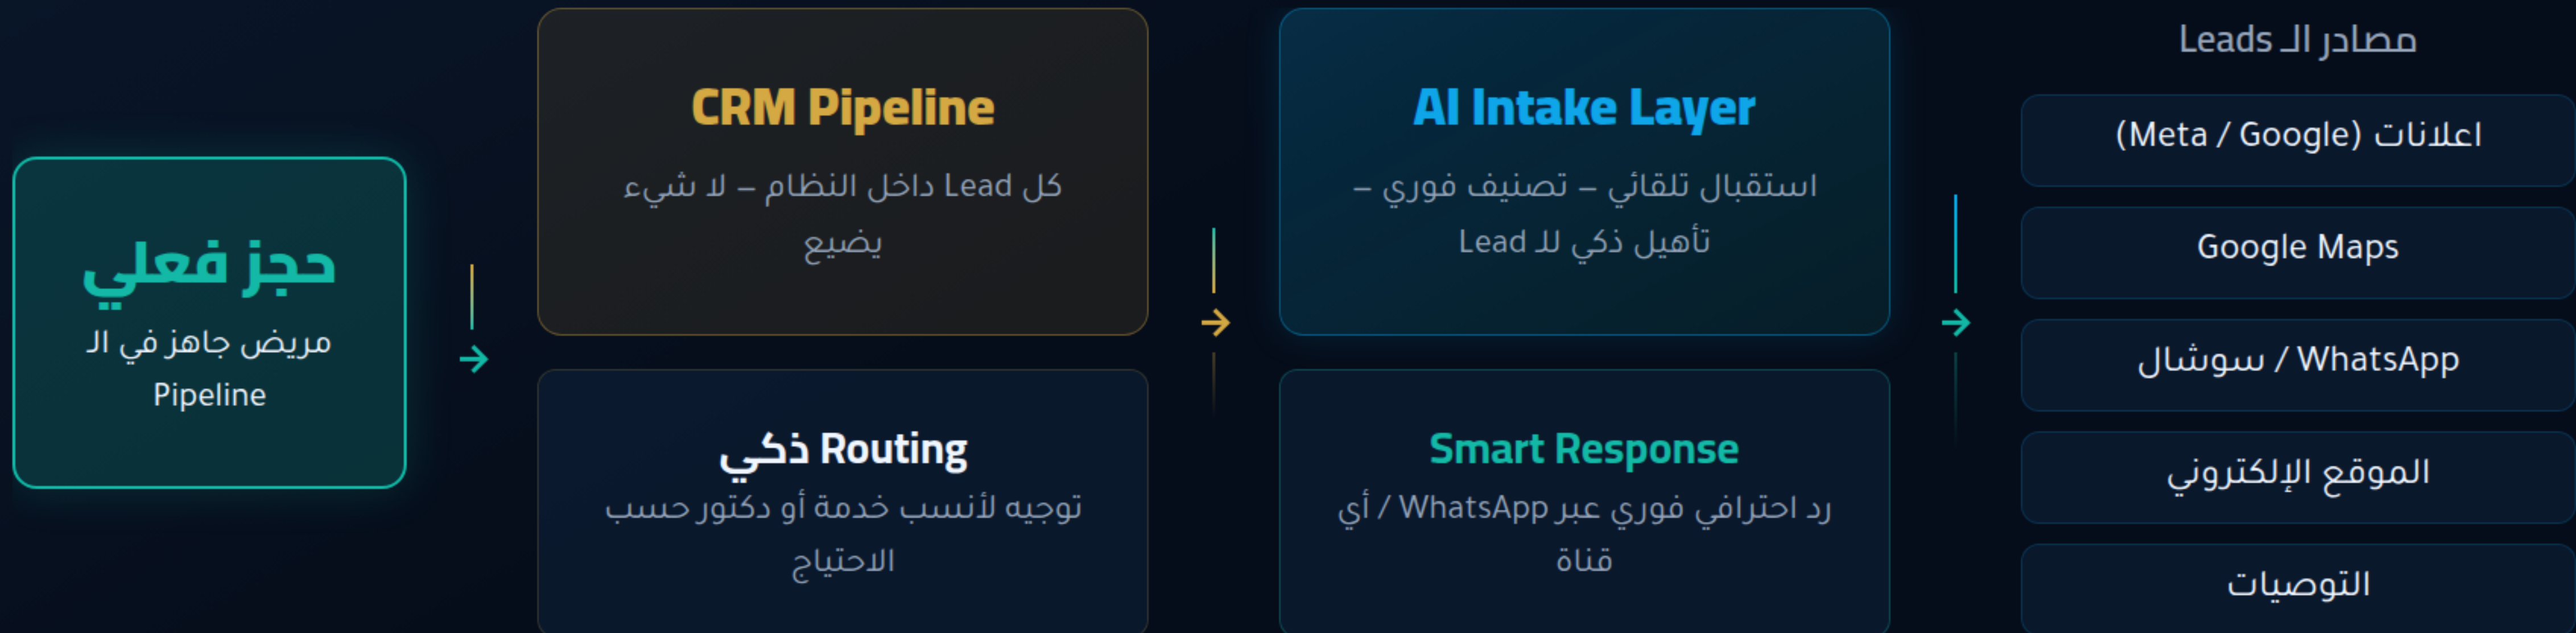 مصادر الـ Leads
اعلانات (Meta / Google)
Google Maps
WhatsApp / سوشال
الموقع الإلكتروني
التوصيات
AI Intake Layer
استقبال تلقائي – تصنيف فوري –
تأهيل ذكي للـ Lead
Smart Response
رد احترافي فوري عبر WhatsApp / أي
قناة
CRM Pipeline
كل Lead داخل النظام – لا شيء
يضيع
Routing ذكي
توجيه لأنسب خدمة أو دكتور حسب
الاحتياج
حجز فعلي
مريض جاهز في الـ
Pipeline